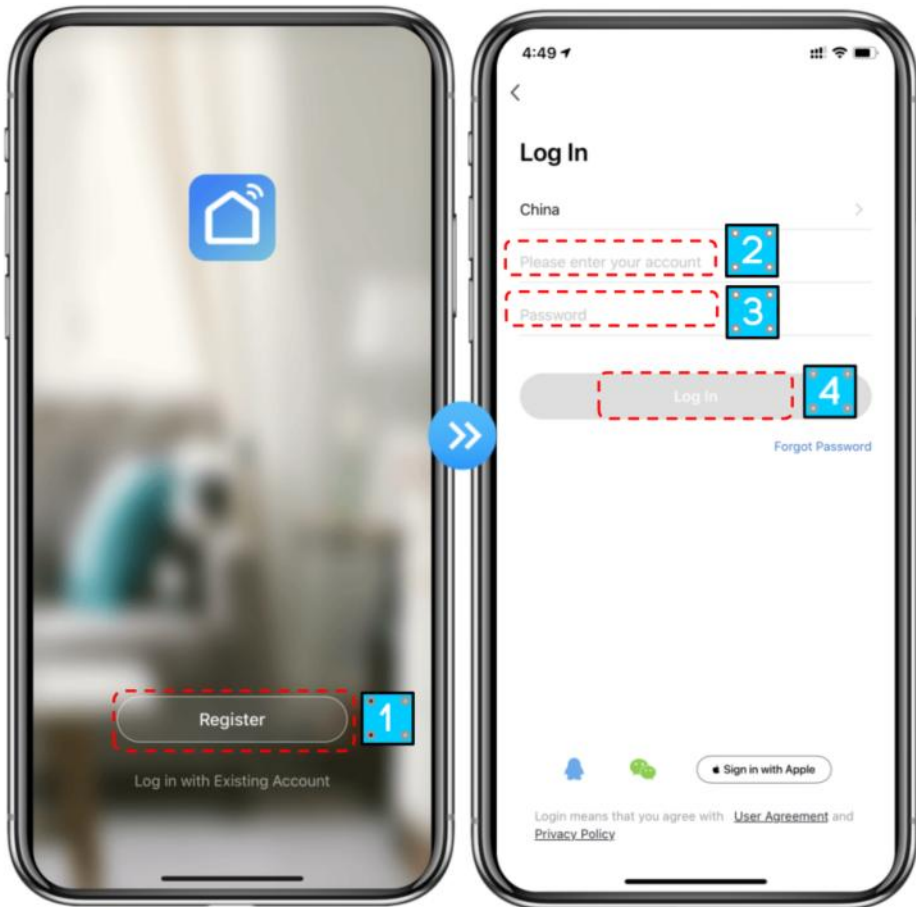 Register
1
Log in with Existing Account
4:49
Log In
China
Please enter your account
2
Password
3
Log In
4
Forgot Password
Sign in with Apple
Login means that you agree with User Agreement and
Privacy Policy